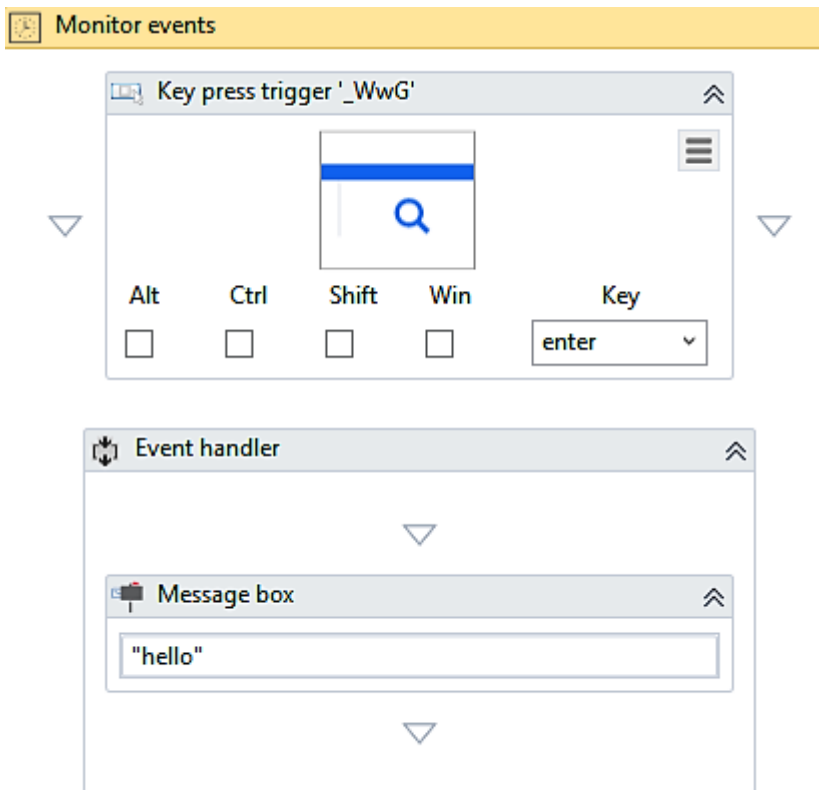 Monitor events
Key press trigger '_WwG'
Alt Ctrl Shift Win Key
enter
Event handler
Message box
"hello"